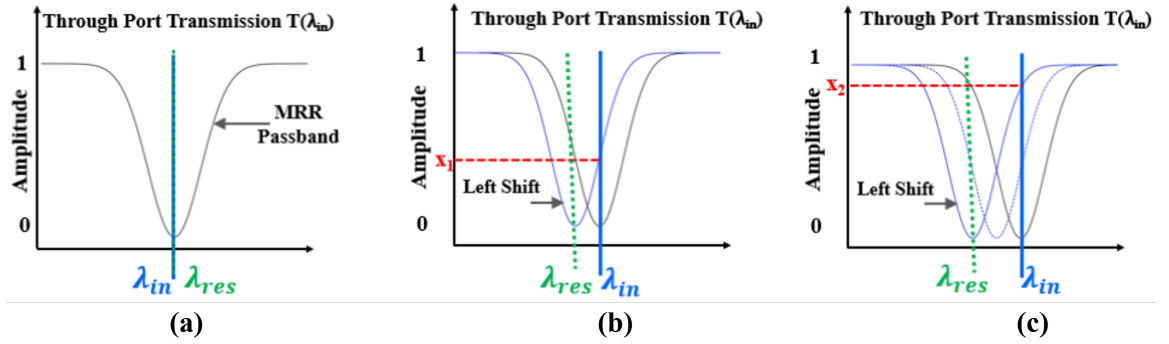 Through Port Transmission T(λin)
1
Amplitude
0
MRR
Passband
λin
λres
(a)
Through Port Transmission T(λin)
1
Amplitude
x1
0
Left Shift
λres
λin
(b)
Through Port Transmission T(λin)
1
x2
Amplitude
0
Left Shift
λres
λin
(c)